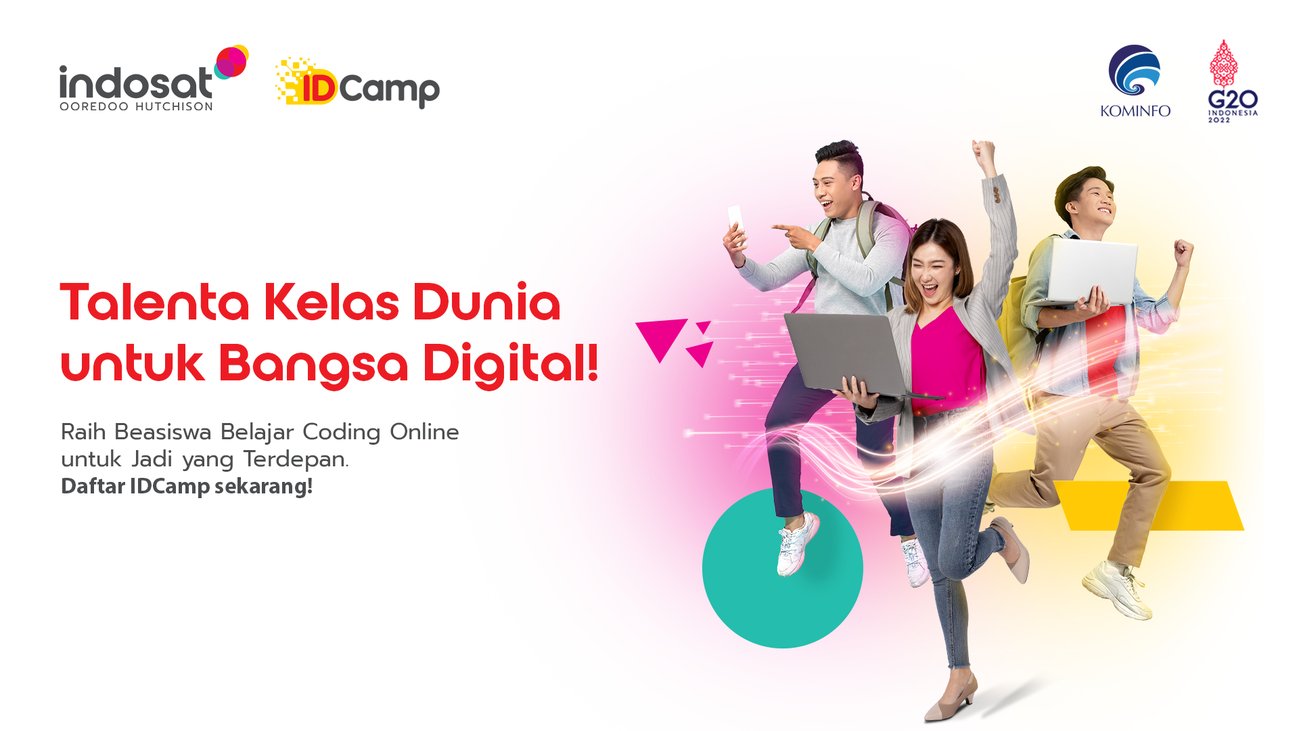 indosat
OOREDOO HUTCHISON
IDCamp
KOMINFO
G20
INDONESIA
2022
Talenta Kelas Dunia
untuk Bangsa Digital!
Raih Beasiswa Belajar Coding Online
untuk Jadi yang Terdepan.
Daftar IDCamp sekarang!